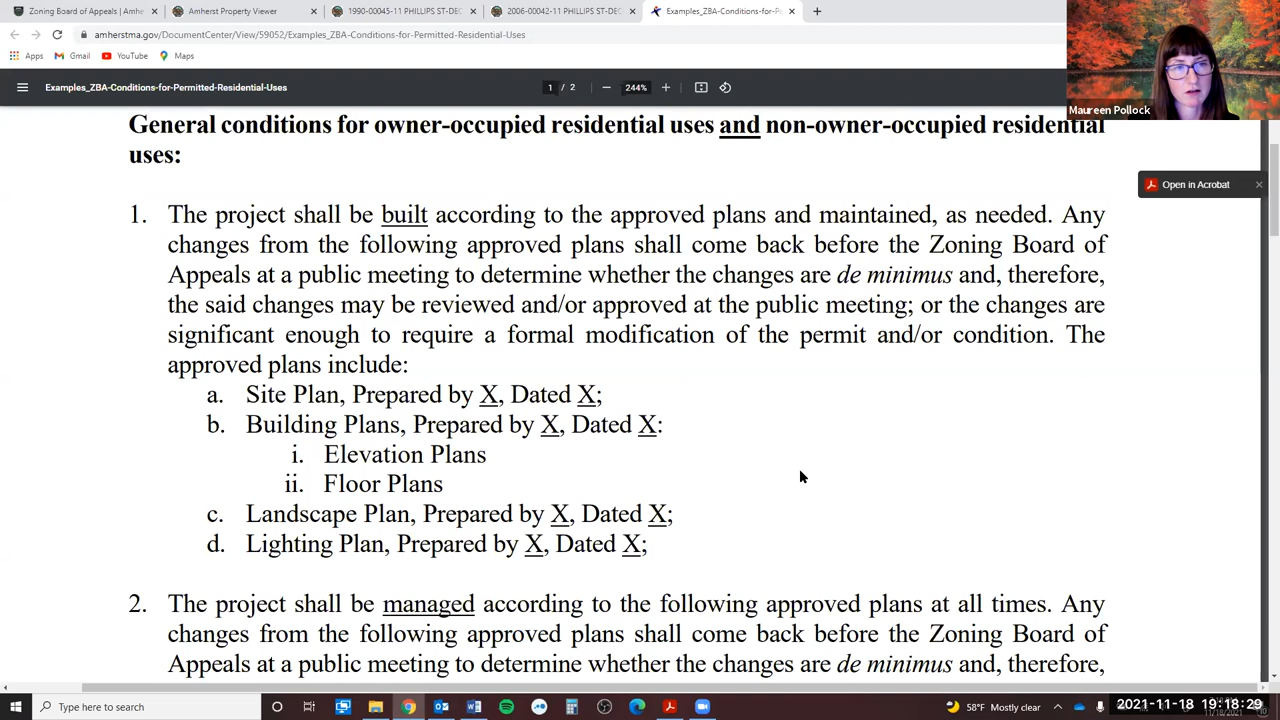 Zoning Board of Appeals | Amhe
Amherst Property Viewer
1990-00045-11 PHILLIPS ST-DEC
2006-00042-11 PHILLIPS ST-DEC
Examples_ZBA-Conditions-for-P
amherstma.gov/DocumentCenter/View/59052/Examples_ZBA-Conditions-for-Permitted-Residential-Uses
Apps Gmail YouTube Maps
Examples_ZBA-Conditions-for-Permitted-Residential-Uses
1 / 2
244%
Maureen Pollock
Open in Acrobat
General conditions for owner-occupied residential uses and non-owner-occupied residential
uses:
1. The project shall be built according to the approved plans and maintained, as needed. Any
changes from the following approved plans shall come back before the Zoning Board of
Appeals at a public meeting to determine whether the changes are de minimus and, therefore,
the said changes may be reviewed and/or approved at the public meeting; or the changes are
significant enough to require a formal modification of the permit and/or condition. The
approved plans include:
a. Site Plan, Prepared by X, Dated X;
b. Building Plans, Prepared by X, Dated X:
i. Elevation Plans
ii. Floor Plans
c. Landscape Plan, Prepared by X, Dated X;
d. Lighting Plan, Prepared by X, Dated X;
2. The project shall be managed according to the following approved plans at all times. Any
changes from the following approved plans shall come back before the Zoning Board of
Appeals at a public meeting to determine whether the changes are de minimus and, therefore,
Type here to search
58°F Mostly clear
2021-11-18 19:18:29